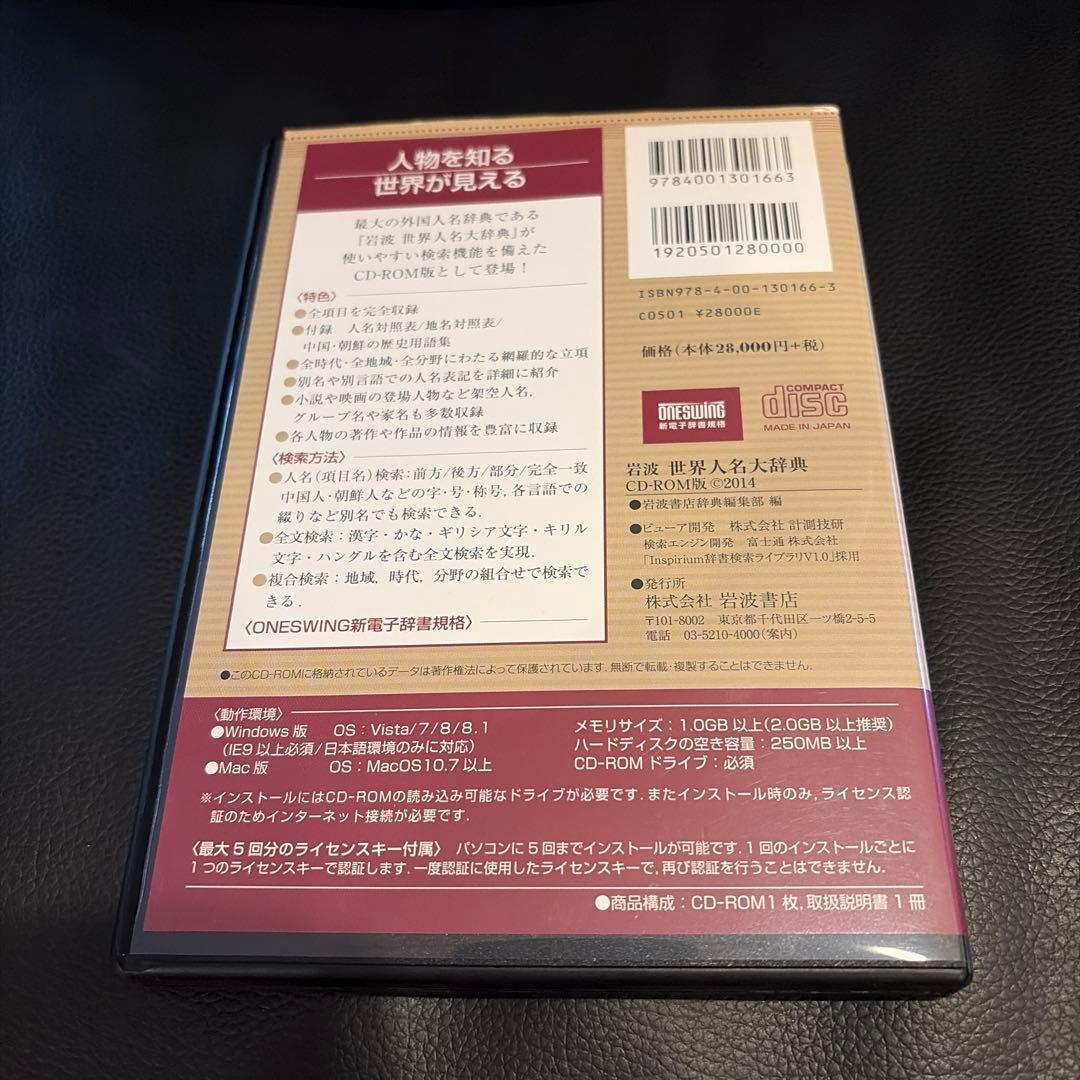 人物を知る
世界が見える
最大の外国人名辞典である
『岩波 世界人名大辞典』が
使いやすい検索機能を備えた
CD-ROM版として登場！
〈特色〉
●全項目を完全収録
●付録 人名対照表/地名対照表/
中国・朝鮮の歴史用語集
●全時代・全地域・全分野にわたる網羅的な立項
●別名や別言語での人名表記を詳細に紹介
●小説や映画の登場人物など架空人名,
グループ名や家名も多数収録
●各人物の著作や作品の情報を豊富に収録
〈検索方法〉
●人名(項目名)検索：前方/後方/部分/完全一致
中国人・朝鮮人などの字・号・称号, 各言語での
綴りなど別名でも検索できる.
●全文検索：漢字・かな・ギリシア文字・キリル
文字・ハングルを含む全文検索を実現.
●複合検索：地域, 時代, 分野の組合せで検索で
きる.
〈ONESWING新電子辞書規格〉
9784001301663
1920501280000
ISBN978-4-00-130166-3
C0501 ¥28000E
価格(本体28,000円+税)
ONESWING
新電子辞書規格
COMPACT
disc
MADE IN JAPAN
岩波 世界人名大辞典
CD-ROM版 ©2014
●岩波書店辞典編集部 編
●ビューア開発 株式会社 計測技研
検索エンジン開発 富士通 株式会社
「Inspirium辞書検索ライブラリV1.0」採用
●発行所
株式会社 岩波書店
〒101-8002 東京都千代田区一ツ橋2-5-5
電話 03-5210-4000(案内)
●このCD-ROMに格納されているデータは著作権法によって保護されています. 無断で転載・複製することはできません.
〈動作環境〉
●Windows版 OS：Vista/7/8/8.1
(IE9以上必須/日本語環境のみに対応)
●Mac版 OS：MacOS10.7以上
メモリサイズ：1.0GB以上(2.0GB以上推奨)
ハードディスクの空き容量：250MB以上
CD-ROMドライブ：必須
※インストールにはCD-ROMの読み込み可能なドライブが必要です. またインストール時のみ, ライセンス認
証のためインターネット接続が必要です.
〈最大5回分のライセンスキー付属〉 パソコンに5回までインストールが可能です. 1回のインストールごとに
1つのライセンスキーで認証します. 一度認証に使用したライセンスキーで, 再び認証を行うことはできません.
●商品構成：CD-ROM1枚, 取扱説明書1冊